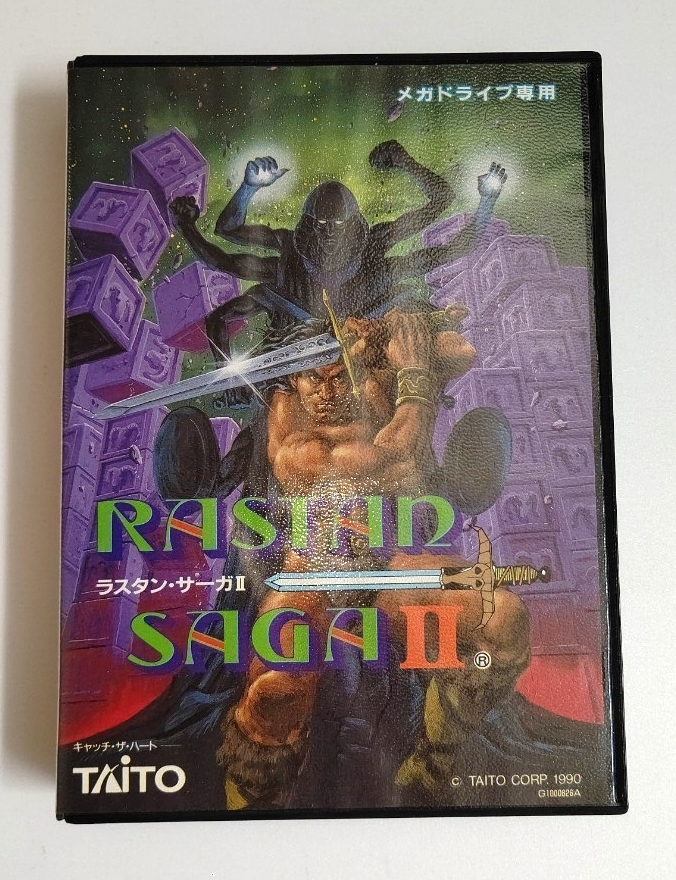 メガドライブ専用
RASTAN
ラスタン・サーガⅡ
SAGA II ®
キャッチ・ザ・ハート
TAITO
© TAITO CORP. 1990
G1000826A